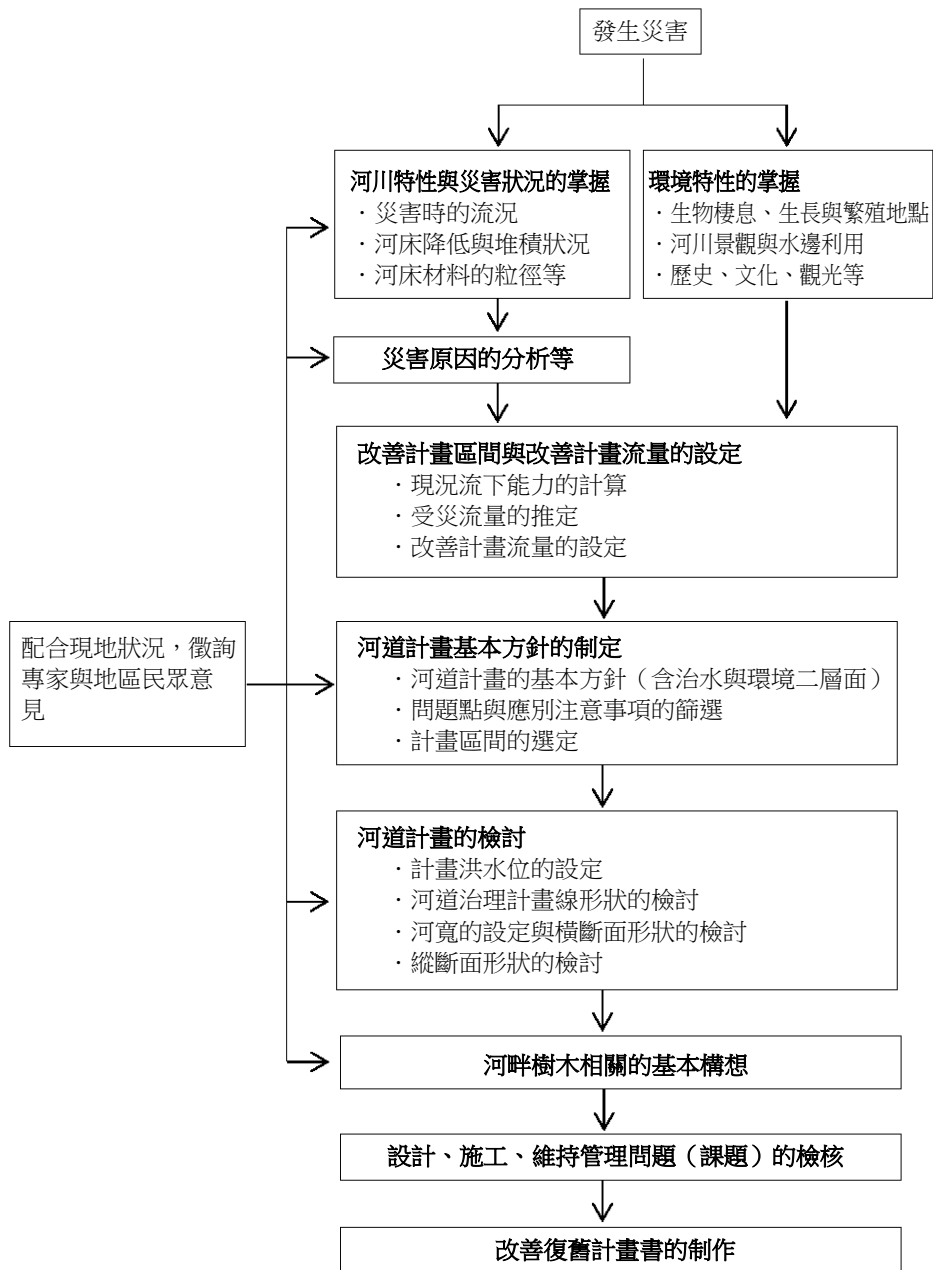 發生災害
河川特性與災害狀況的掌握
．災害時的流況
．河床降低與堆積狀況
．河床材料的粒徑等
環境特性的掌握
．生物棲息、生長與繁殖地點
．河川景觀與水邊利用
．歷史、文化、觀光等
災害原因的分析等
改善計畫區間與改善計畫流量的設定
．現況流下能力的計算
．受災流量的推定
．改善計畫流量的設定
配合現地狀況，徵詢
專家與地區民眾意
見
河道計畫基本方針的制定
．河道計畫的基本方針（含治水與環境二層面）
．問題點與應別注意事項的篩選
．計畫區間的選定
河道計畫的檢討
．計畫洪水位的設定
．河道治理計畫線形狀的檢討
．河寬的設定與橫斷面形狀的檢討
．縱斷面形狀的檢討
河畔樹木相關的基本構想
設計、施工、維持管理問題（課題）的檢核
改善復舊計畫書的制作